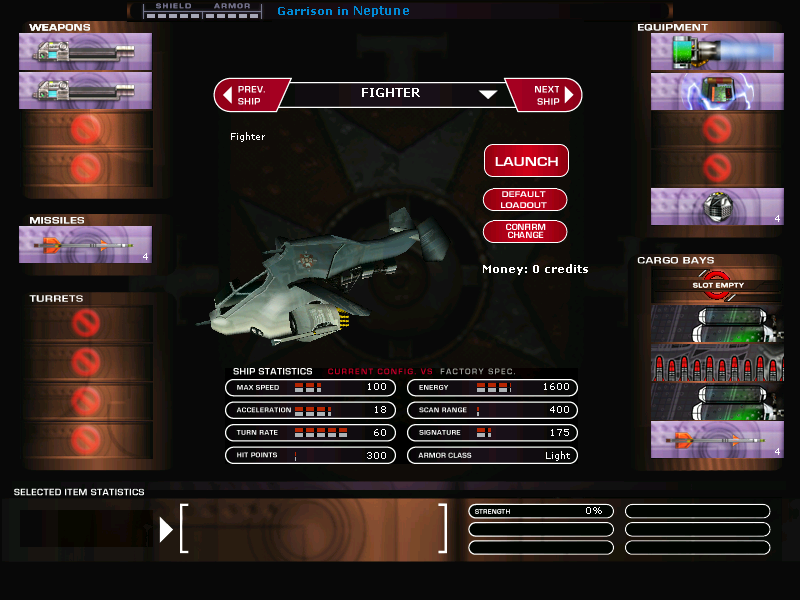 SHIELD ARMOR
Garrison in Neptune
WEAPONS
EQUIPMENT
PREV. SHIP
FIGHTER
NEXT SHIP
Fighter
LAUNCH
DEFAULT LOADOUT
CONFIRM CHANGE
4
MISSILES
4
Money: 0 credits
CARGO BAYS
SLOT EMPTY
TURRETS
4
SHIP STATISTICS CURRENT CONFIG. VS FACTORY SPEC.
MAX SPEED 100 ENERGY 1600
ACCELERATION 18 SCAN RANGE 400
TURN RATE 60 SIGNATURE 175
HIT POINTS 300 ARMOR CLASS Light
SELECTED ITEM STATISTICS
STRENGTH 0%